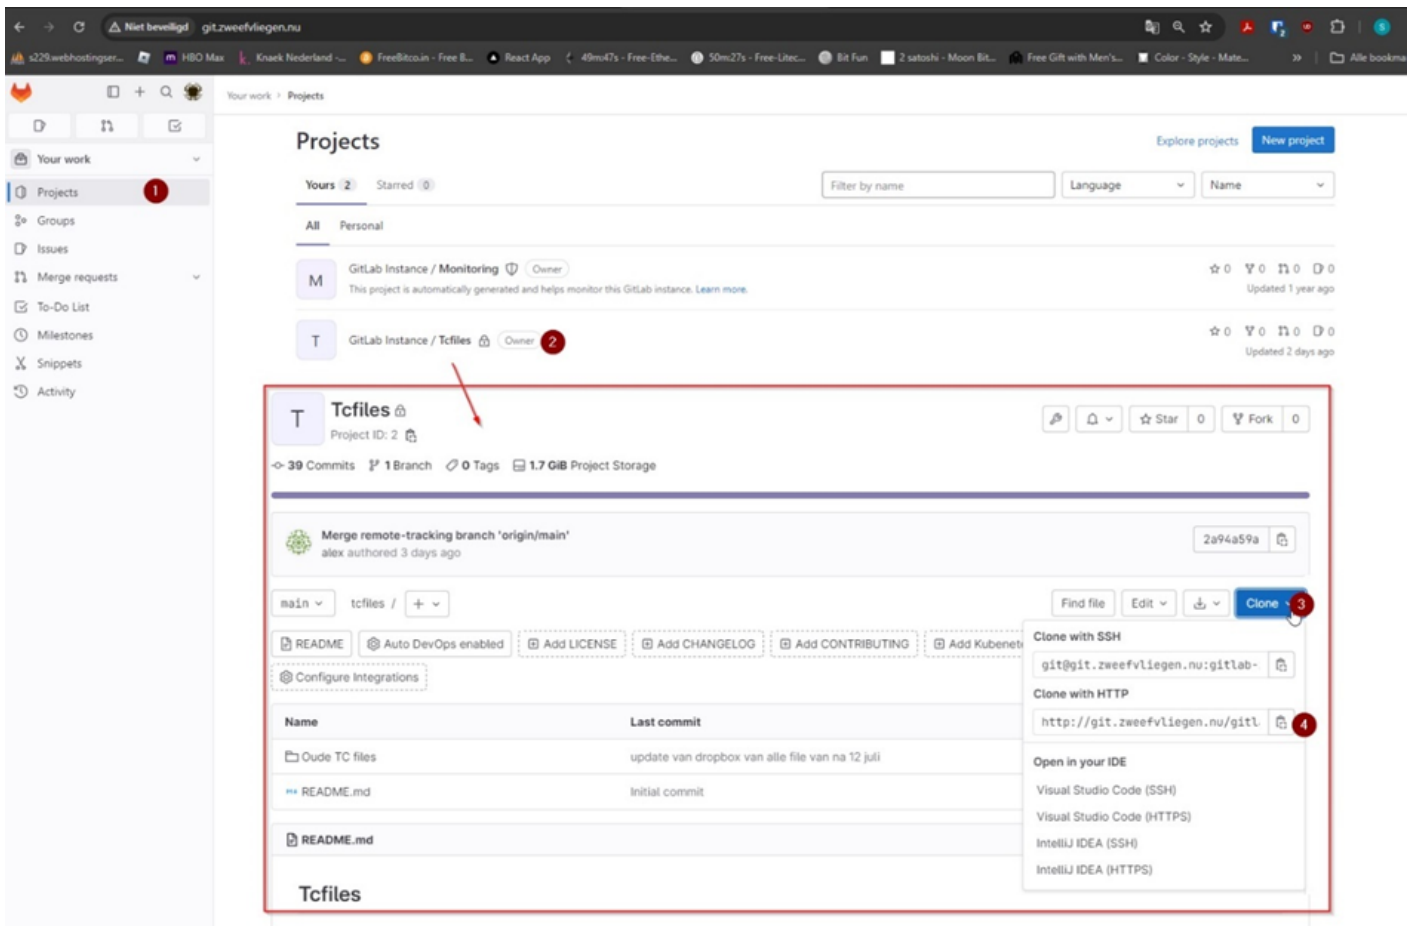 Niet beveiligd git.zweefvliegen.nu
s229.webhostingser... HBO Max Knaek Nederland -... FreeBitco.in - Free B... React App 49m47s - Free-Ethe... 50m27s - Free-Litec... Bit Fun 2 satoshi - Moon Bit... Free Gift with Men's... Color - Style - Mate... » Alle bookma
Your work > Projects
Your work
Projects 1
Groups
Issues
Merge requests
To-Do List
Milestones
Snippets
Activity
Projects
Explore projects New project
Yours 2 Starred 0 Filter by name Language Name
All Personal
M GitLab Instance / Monitoring Owner 0 0 0 0
This project is automatically generated and helps monitor this GitLab instance. Learn more. Updated 1 year ago
T GitLab Instance / Tcfiles Owner 2 0 0 0 0
Updated 2 days ago
T Tcfiles
Project ID: 2
Star 0 Fork 0
39 Commits 1 Branch 0 Tags 1.7 GiB Project Storage
Merge remote-tracking branch 'origin/main'
alex authored 3 days ago
2a94a59a
main tcfiles / + Find file Edit Clone 3
README Auto DevOps enabled Add LICENSE Add CHANGELOG Add CONTRIBUTING Add Kubernete
Configure Integrations
Clone with SSH
git@git.zweefvliegen.nu:gitlab-
Clone with HTTP
http://git.zweefvliegen.nu/gitl 4
Open in your IDE
Visual Studio Code (SSH)
Visual Studio Code (HTTPS)
IntelliJ IDEA (SSH)
IntelliJ IDEA (HTTPS)
Name Last commit
Oude TC files update van dropbox van alle file van na 12 juli
README.md Initial commit
README.md
Tcfiles